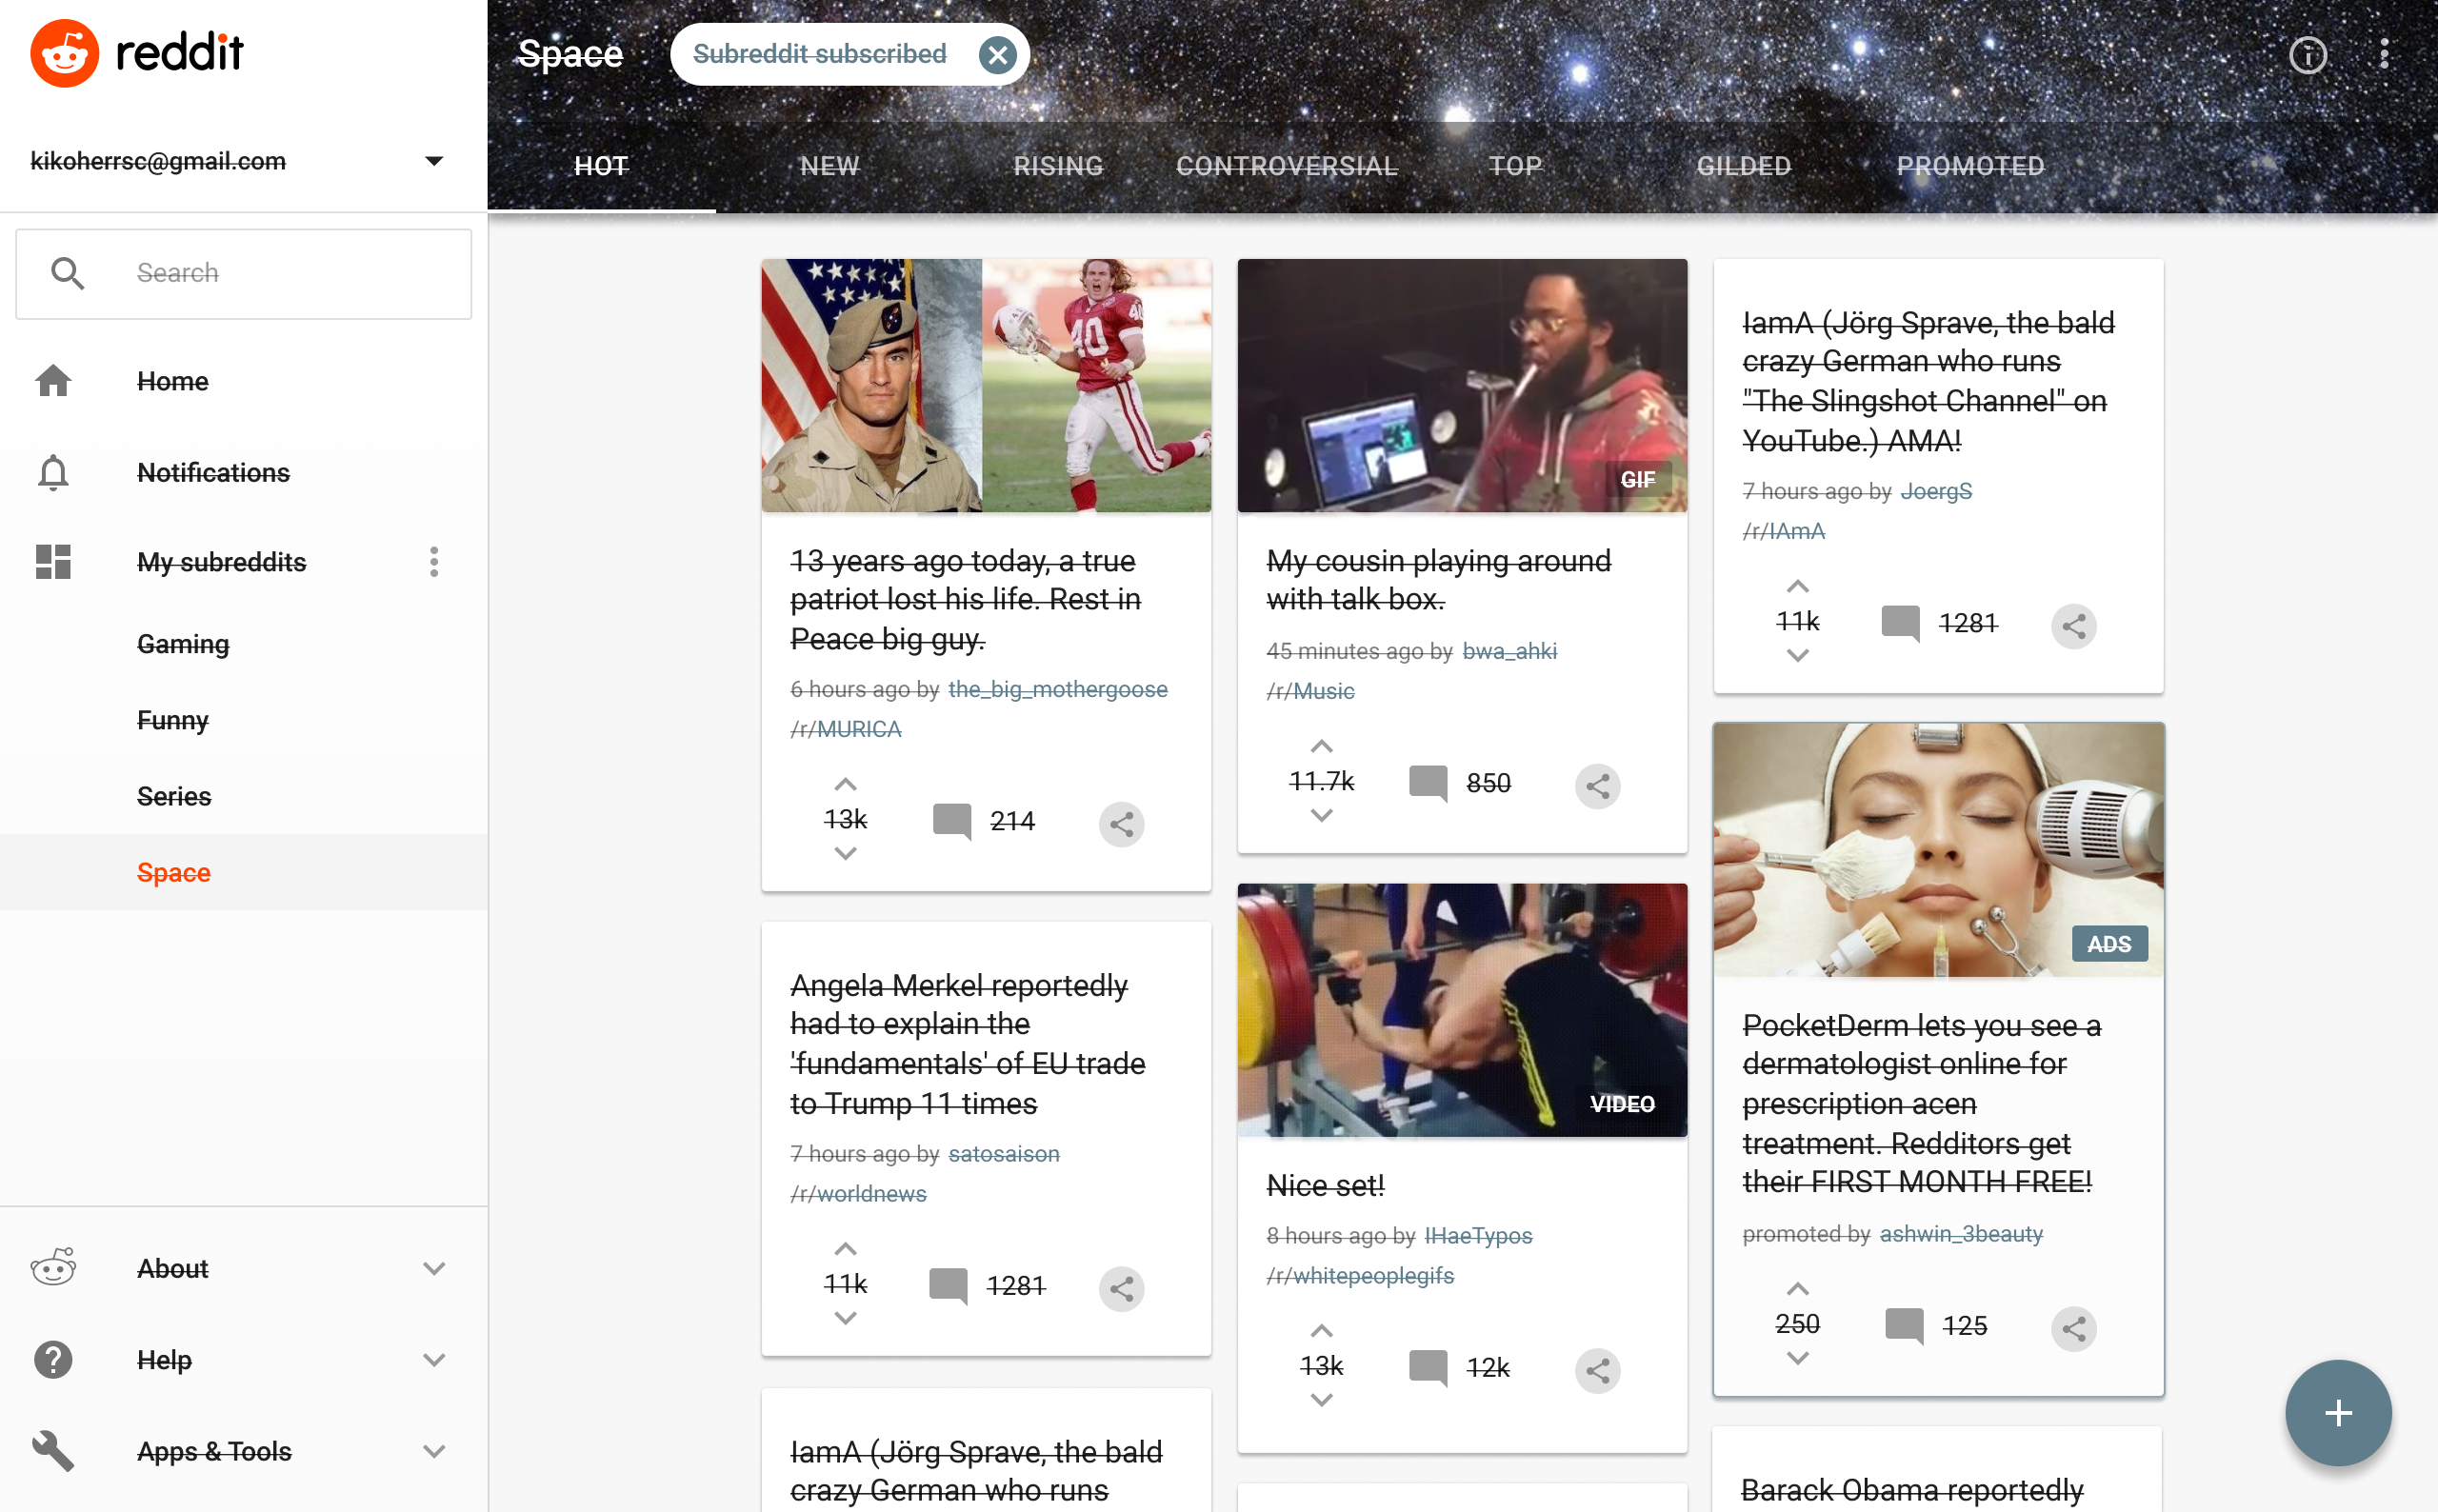 reddit
kikoherrsc@gmail.com
Search
Home
Notifications
My subreddits
Gaming
Funny
Series
Space
About
Help
Apps & Tools
Space
Subreddit subscribed
HOT
NEW
RISING
CONTROVERSIAL
TOP
GILDED
PROMOTED
40
13 years ago today, a true
patriot lost his life. Rest in
Peace big guy.
6 hours ago by the_big_mothergoose
/r/MURICA
13k
214
Angela Merkel reportedly
had to explain the
'fundamentals' of EU trade
to Trump 11 times
7 hours ago by satosaison
/r/worldnews
11k
1281
IamA (Jörg Sprave, the bald
crazy German who runs
GIF
My cousin playing around
with talk box.
45 minutes ago by bwa_ahki
/r/Music
11.7k
850
VIDEO
Nice set!
8 hours ago by IHaeTypos
/r/whitepeoplegifs
13k
12k
IamA (Jörg Sprave, the bald
crazy German who runs
"The Slingshot Channel" on
YouTube.) AMA!
7 hours ago by JoergS
/r/IAmA
11k
1281
ADS
PocketDerm lets you see a
dermatologist online for
prescription acen
treatment. Redditors get
their FIRST MONTH FREE!
promoted by ashwin_3beauty
250
125
Barack Obama reportedly